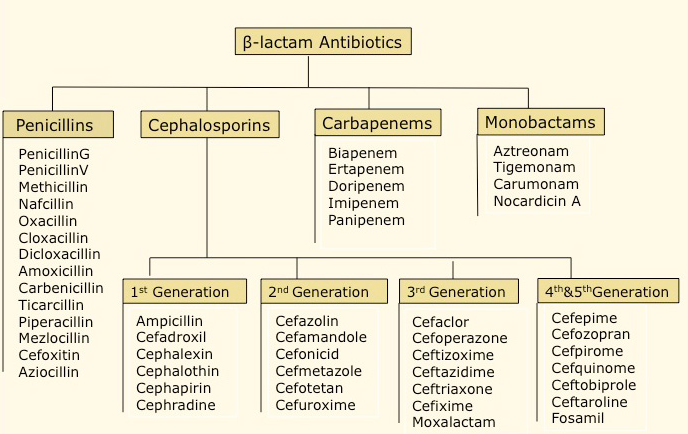 β-lactam Antibiotics
Penicillins
PenicillinG
PenicillinV
Methicillin
Nafcillin
Oxacillin
Cloxacillin
Dicloxacillin
Amoxicillin
Carbenicillin
Ticarcillin
Piperacillin
Mezlocillin
Cefoxitin
Aziocillin
Cephalosporins
Carbapenems
Biapenem
Ertapenem
Doripenem
Imipenem
Panipenem
Monobactams
Aztreonam
Tigemonam
Carumonam
Nocardicin A
1st Generation
Ampicillin
Cefadroxil
Cephalexin
Cephalothin
Cephapirin
Cephradine
2nd Generation
Cefazolin
Cefamandole
Cefonicid
Cefmetazole
Cefotetan
Cefuroxime
3rd Generation
Cefaclor
Cefoperazone
Ceftizoxime
Ceftazidime
Ceftriaxone
Cefixime
Moxalactam
4th&5thGeneration
Cefepime
Cefozopran
Cefpirome
Cefquinome
Ceftobiprole
Ceftaroline
Fosamil